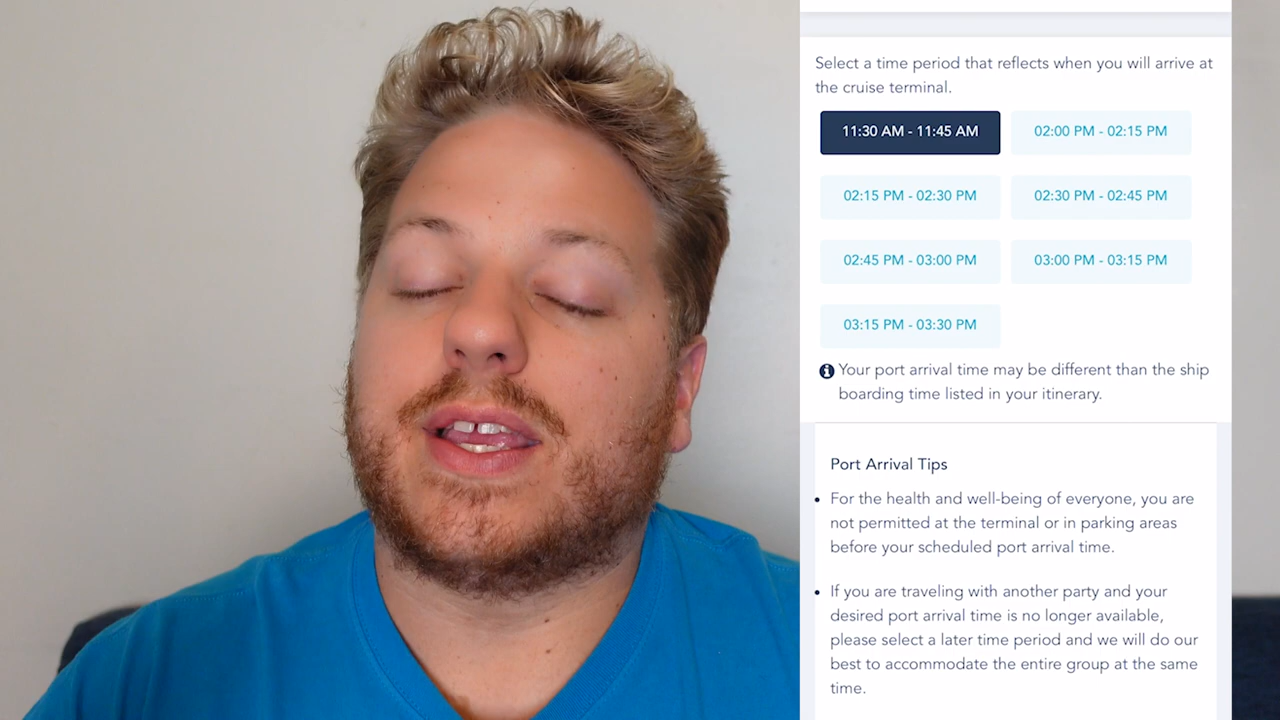 Select a time period that reflects when you will arrive at
the cruise terminal.
11:30 AM - 11:45 AM
02:00 PM - 02:15 PM
02:15 PM - 02:30 PM
02:30 PM - 02:45 PM
02:45 PM - 03:00 PM
03:00 PM - 03:15 PM
03:15 PM - 03:30 PM
Your port arrival time may be different than the ship
boarding time listed in your itinerary.
Port Arrival Tips
• For the health and well-being of everyone, you are
not permitted at the terminal or in parking areas
before your scheduled port arrival time.
• If you are traveling with another party and your
desired port arrival time is no longer available,
please select a later time period and we will do our
best to accommodate the entire group at the same
time.